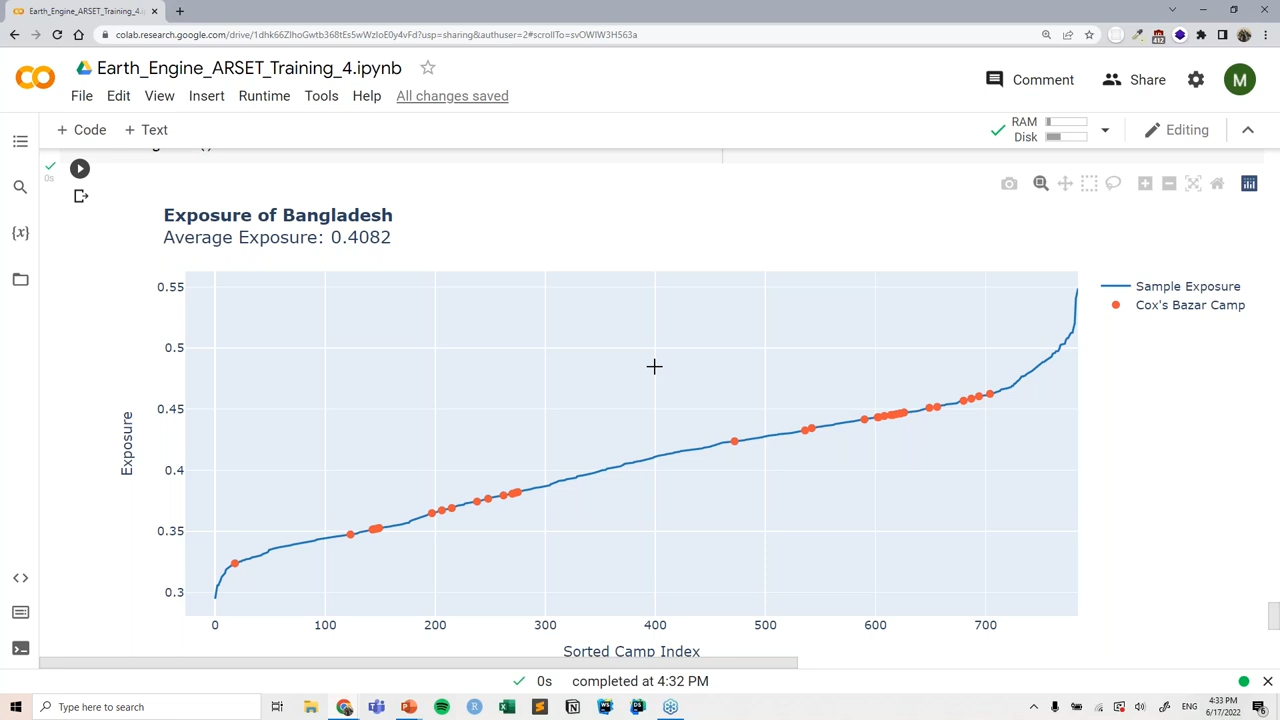 Earth_Engine_ARSET_Training_4.ij
colab.research.google.com/drive/1dhk66ZlhoGwtb368tEs5wWzIoE0y4vFd?usp=sharing&authuser=2#scrollTo=svOWIW3H563a
412
Earth_Engine_ARSET_Training_4.ipynb
Comment
Share
M
File Edit View Insert Runtime Tools Help All changes saved
+ Code + Text
RAM
Disk
Editing
0s
{x}
Exposure of Bangladesh
Average Exposure: 0.4082
0.55
0.5
0.45
0.4
0.35
0.3
Exposure
0 100 200 300 400 500 600 700
Sorted Camp Index
Sample Exposure
Cox's Bazar Camp
0s completed at 4:32 PM
Type here to search
ENG
4:33 PM
6/17/2022